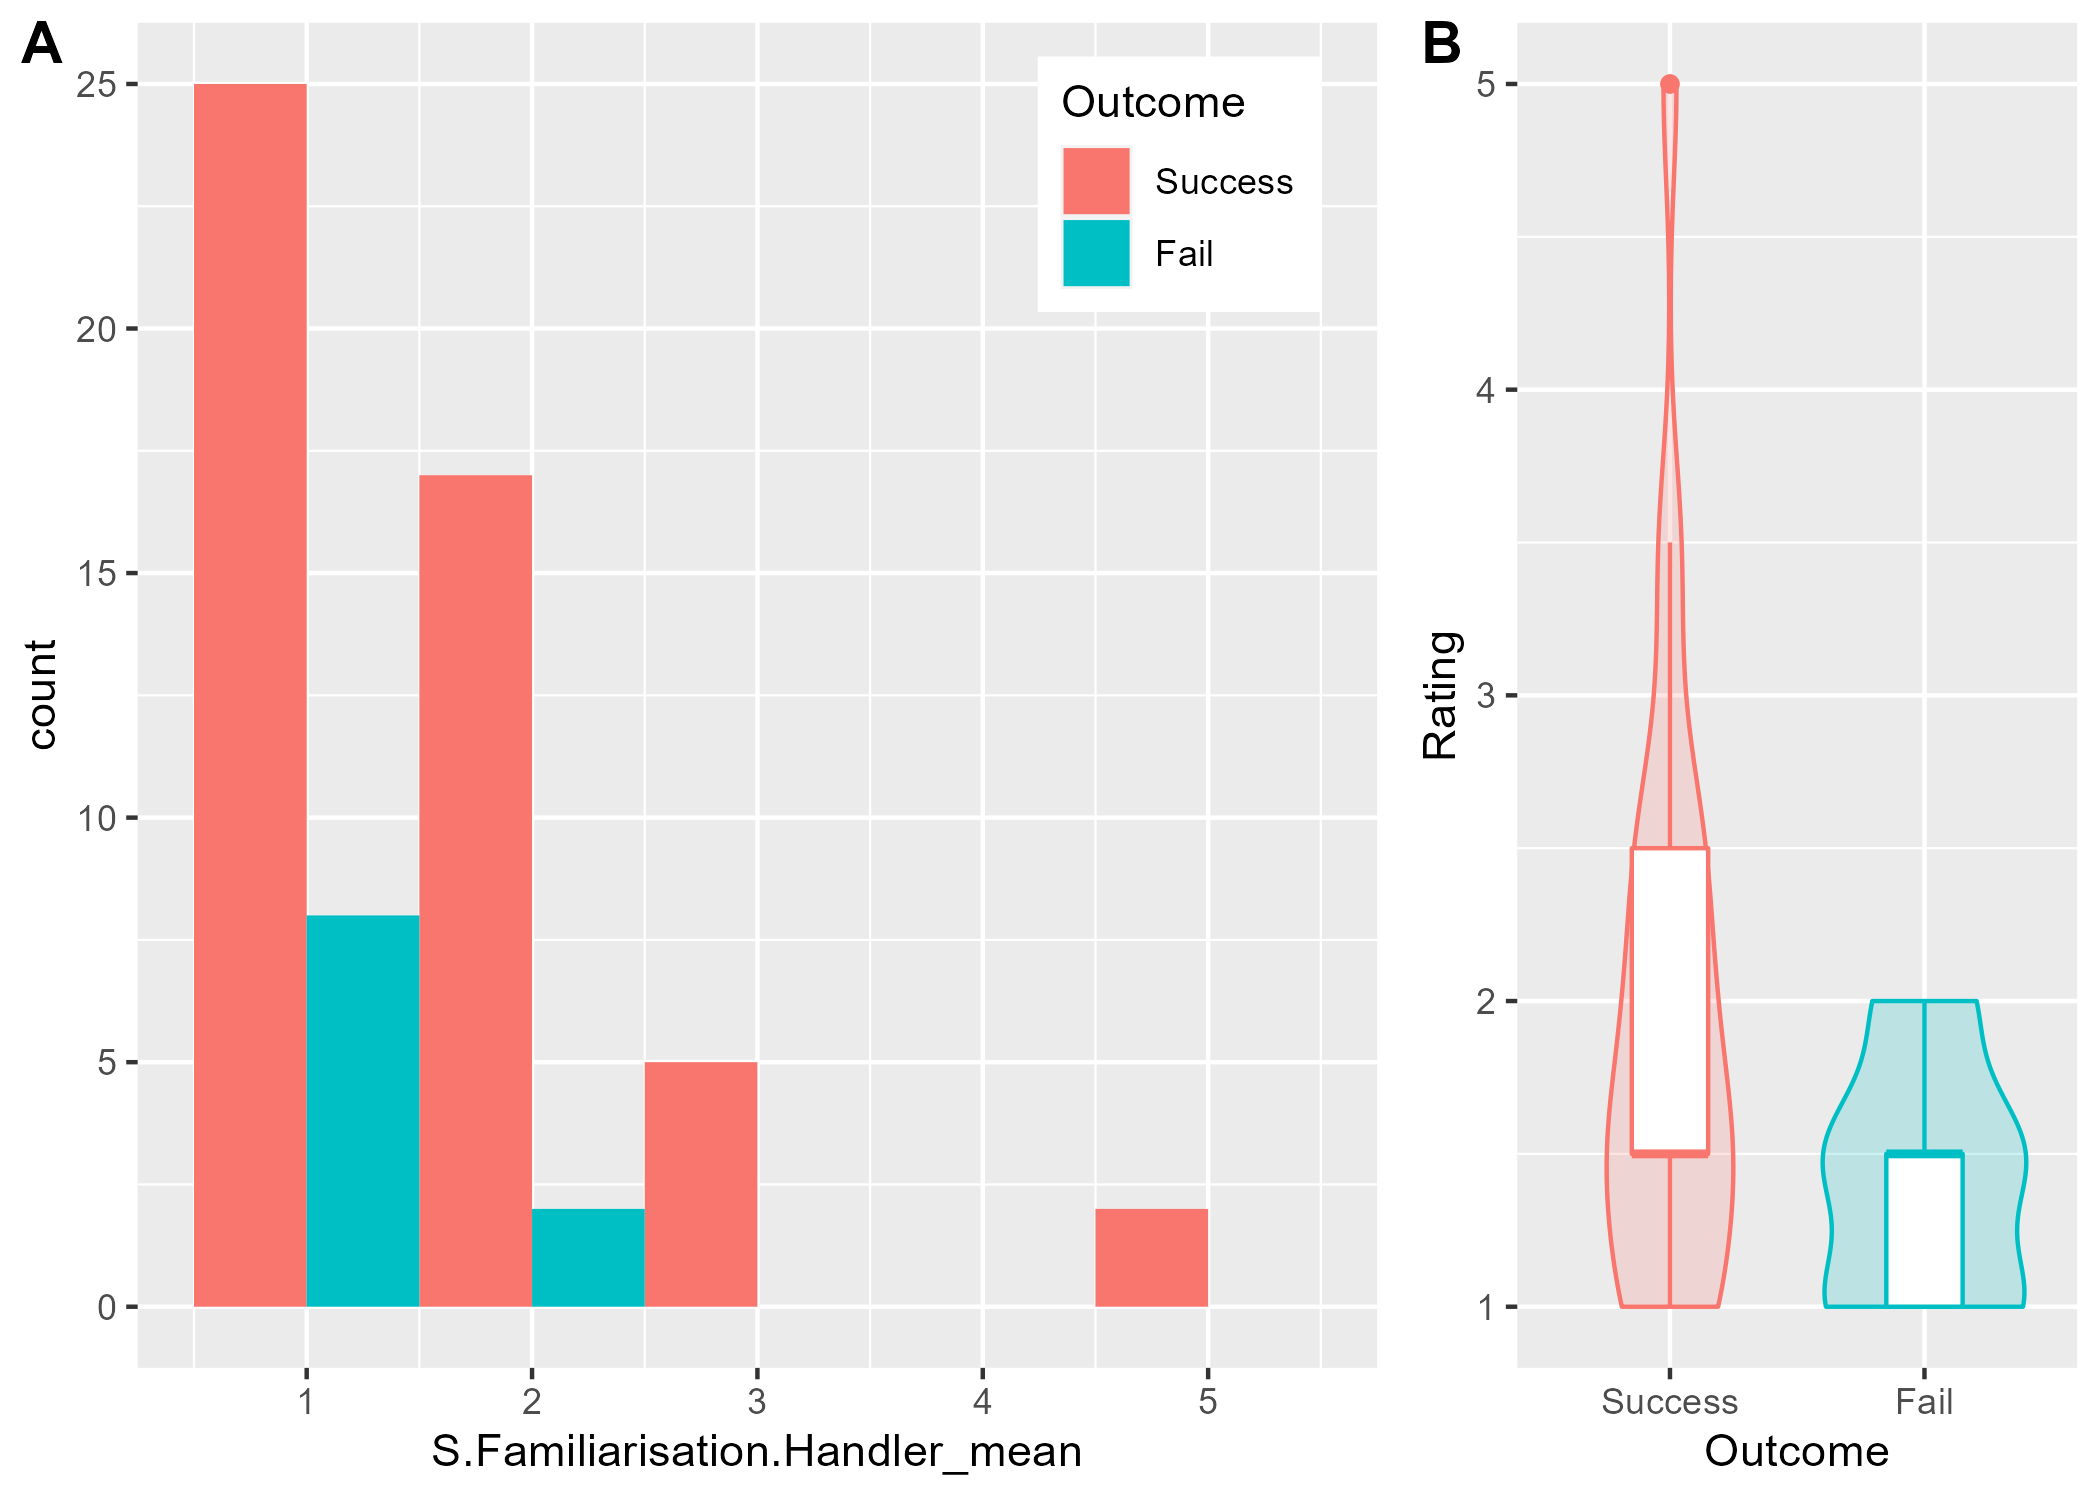 A
25
20
15
10
5
0
count
1 2 3 4 5
S.Familiarisation.Handler_mean
Outcome
Success
Fail
B
5
4
3
2
1
Rating
Success Fail
Outcome